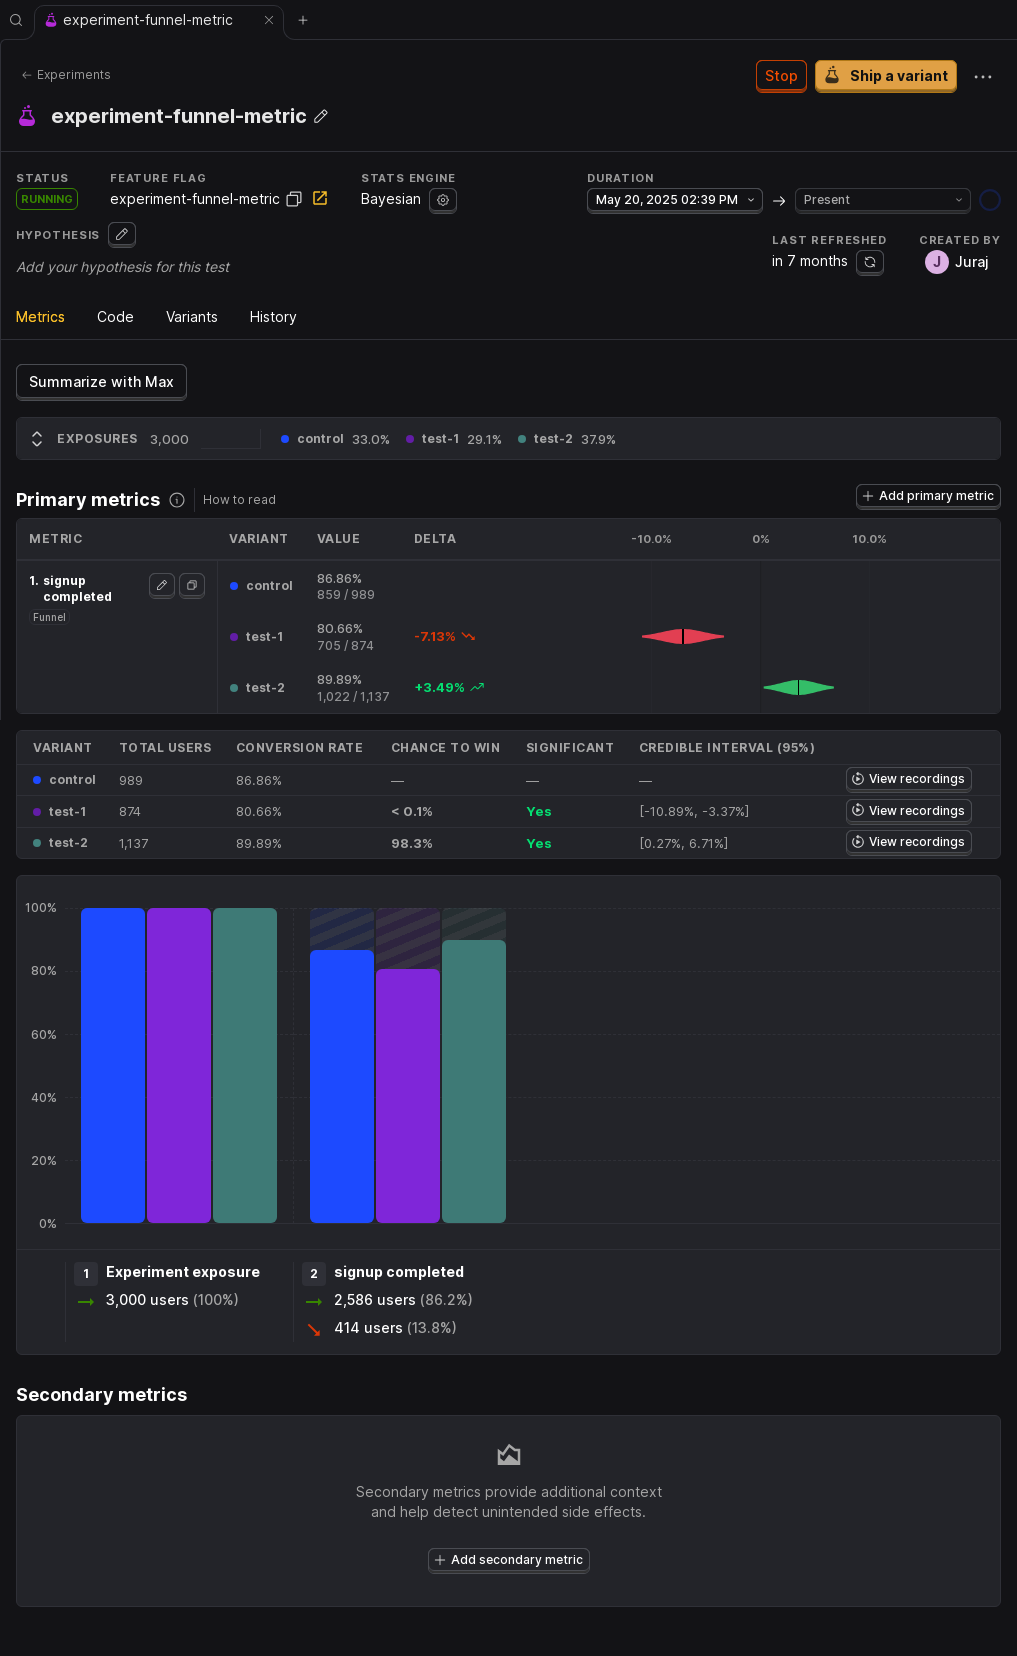 experiment-funnel-metric
Experiments
Stop
Ship a variant
experiment-funnel-metric
STATUS
RUNNING
FEATURE FLAG
experiment-funnel-metric
STATS ENGINE
Bayesian
DURATION
May 20, 2025 02:39 PM
Present
HYPOTHESIS
Add your hypothesis for this test
LAST REFRESHED
in 7 months
CREATED BY
J Juraj
Metrics
Code
Variants
History
Summarize with Max
EXPOSURES 3,000 control 33.0% test-1 29.1% test-2 37.9%
Primary metrics
How to read
Add primary metric
METRIC VARIANT VALUE DELTA -10.0% 0% 10.0%
1. signup
completed
Funnel
control 86.86%
859 / 989
test-1 80.66% -7.13%
705 / 874
test-2 89.89% +3.49%
1,022 / 1,137
VARIANT TOTAL USERS CONVERSION RATE CHANCE TO WIN SIGNIFICANT CREDIBLE INTERVAL (95%)
control 989 86.86% — — — View recordings
test-1 874 80.66% < 0.1% Yes [-10.89%, -3.37%] View recordings
test-2 1,137 89.89% 98.3% Yes [0.27%, 6.71%] View recordings
100%
80%
60%
40%
20%
0%
1 Experiment exposure
3,000 users (100%)
2 signup completed
2,586 users (86.2%)
414 users (13.8%)
Secondary metrics
Secondary metrics provide additional context
and help detect unintended side effects.
Add secondary metric